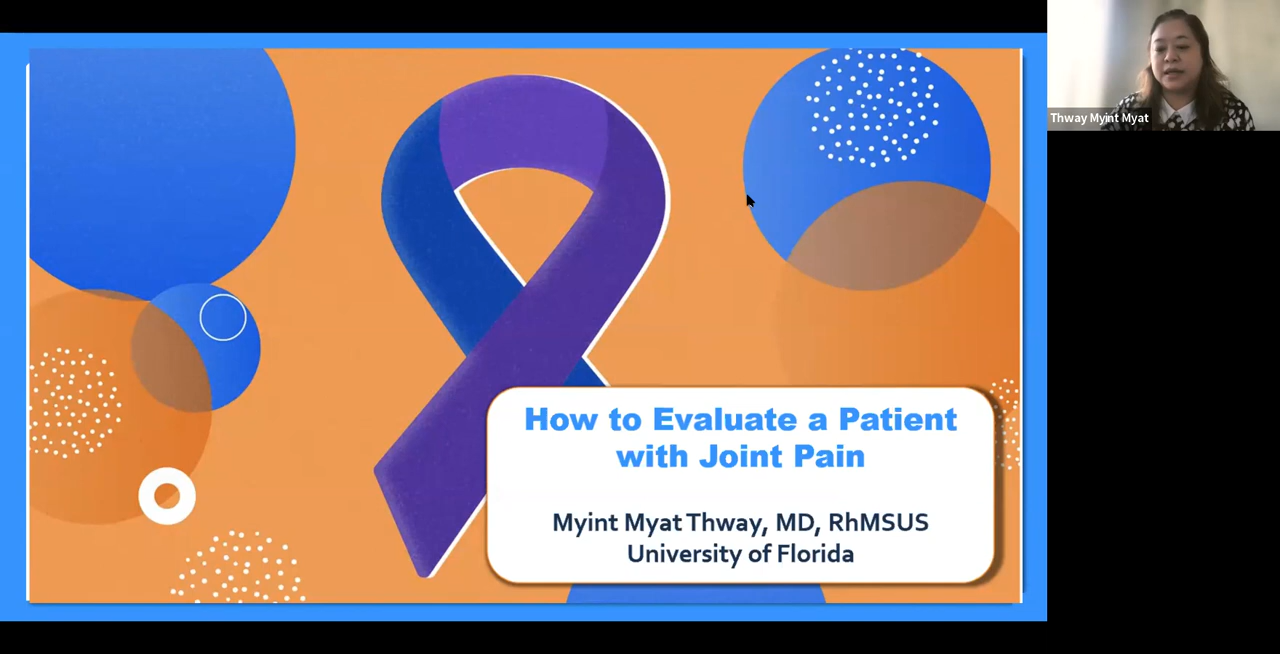 Thway Myint Myat
How to Evaluate a Patient
with Joint Pain
Myint Myat Thway, MD, RhMSUS
University of Florida